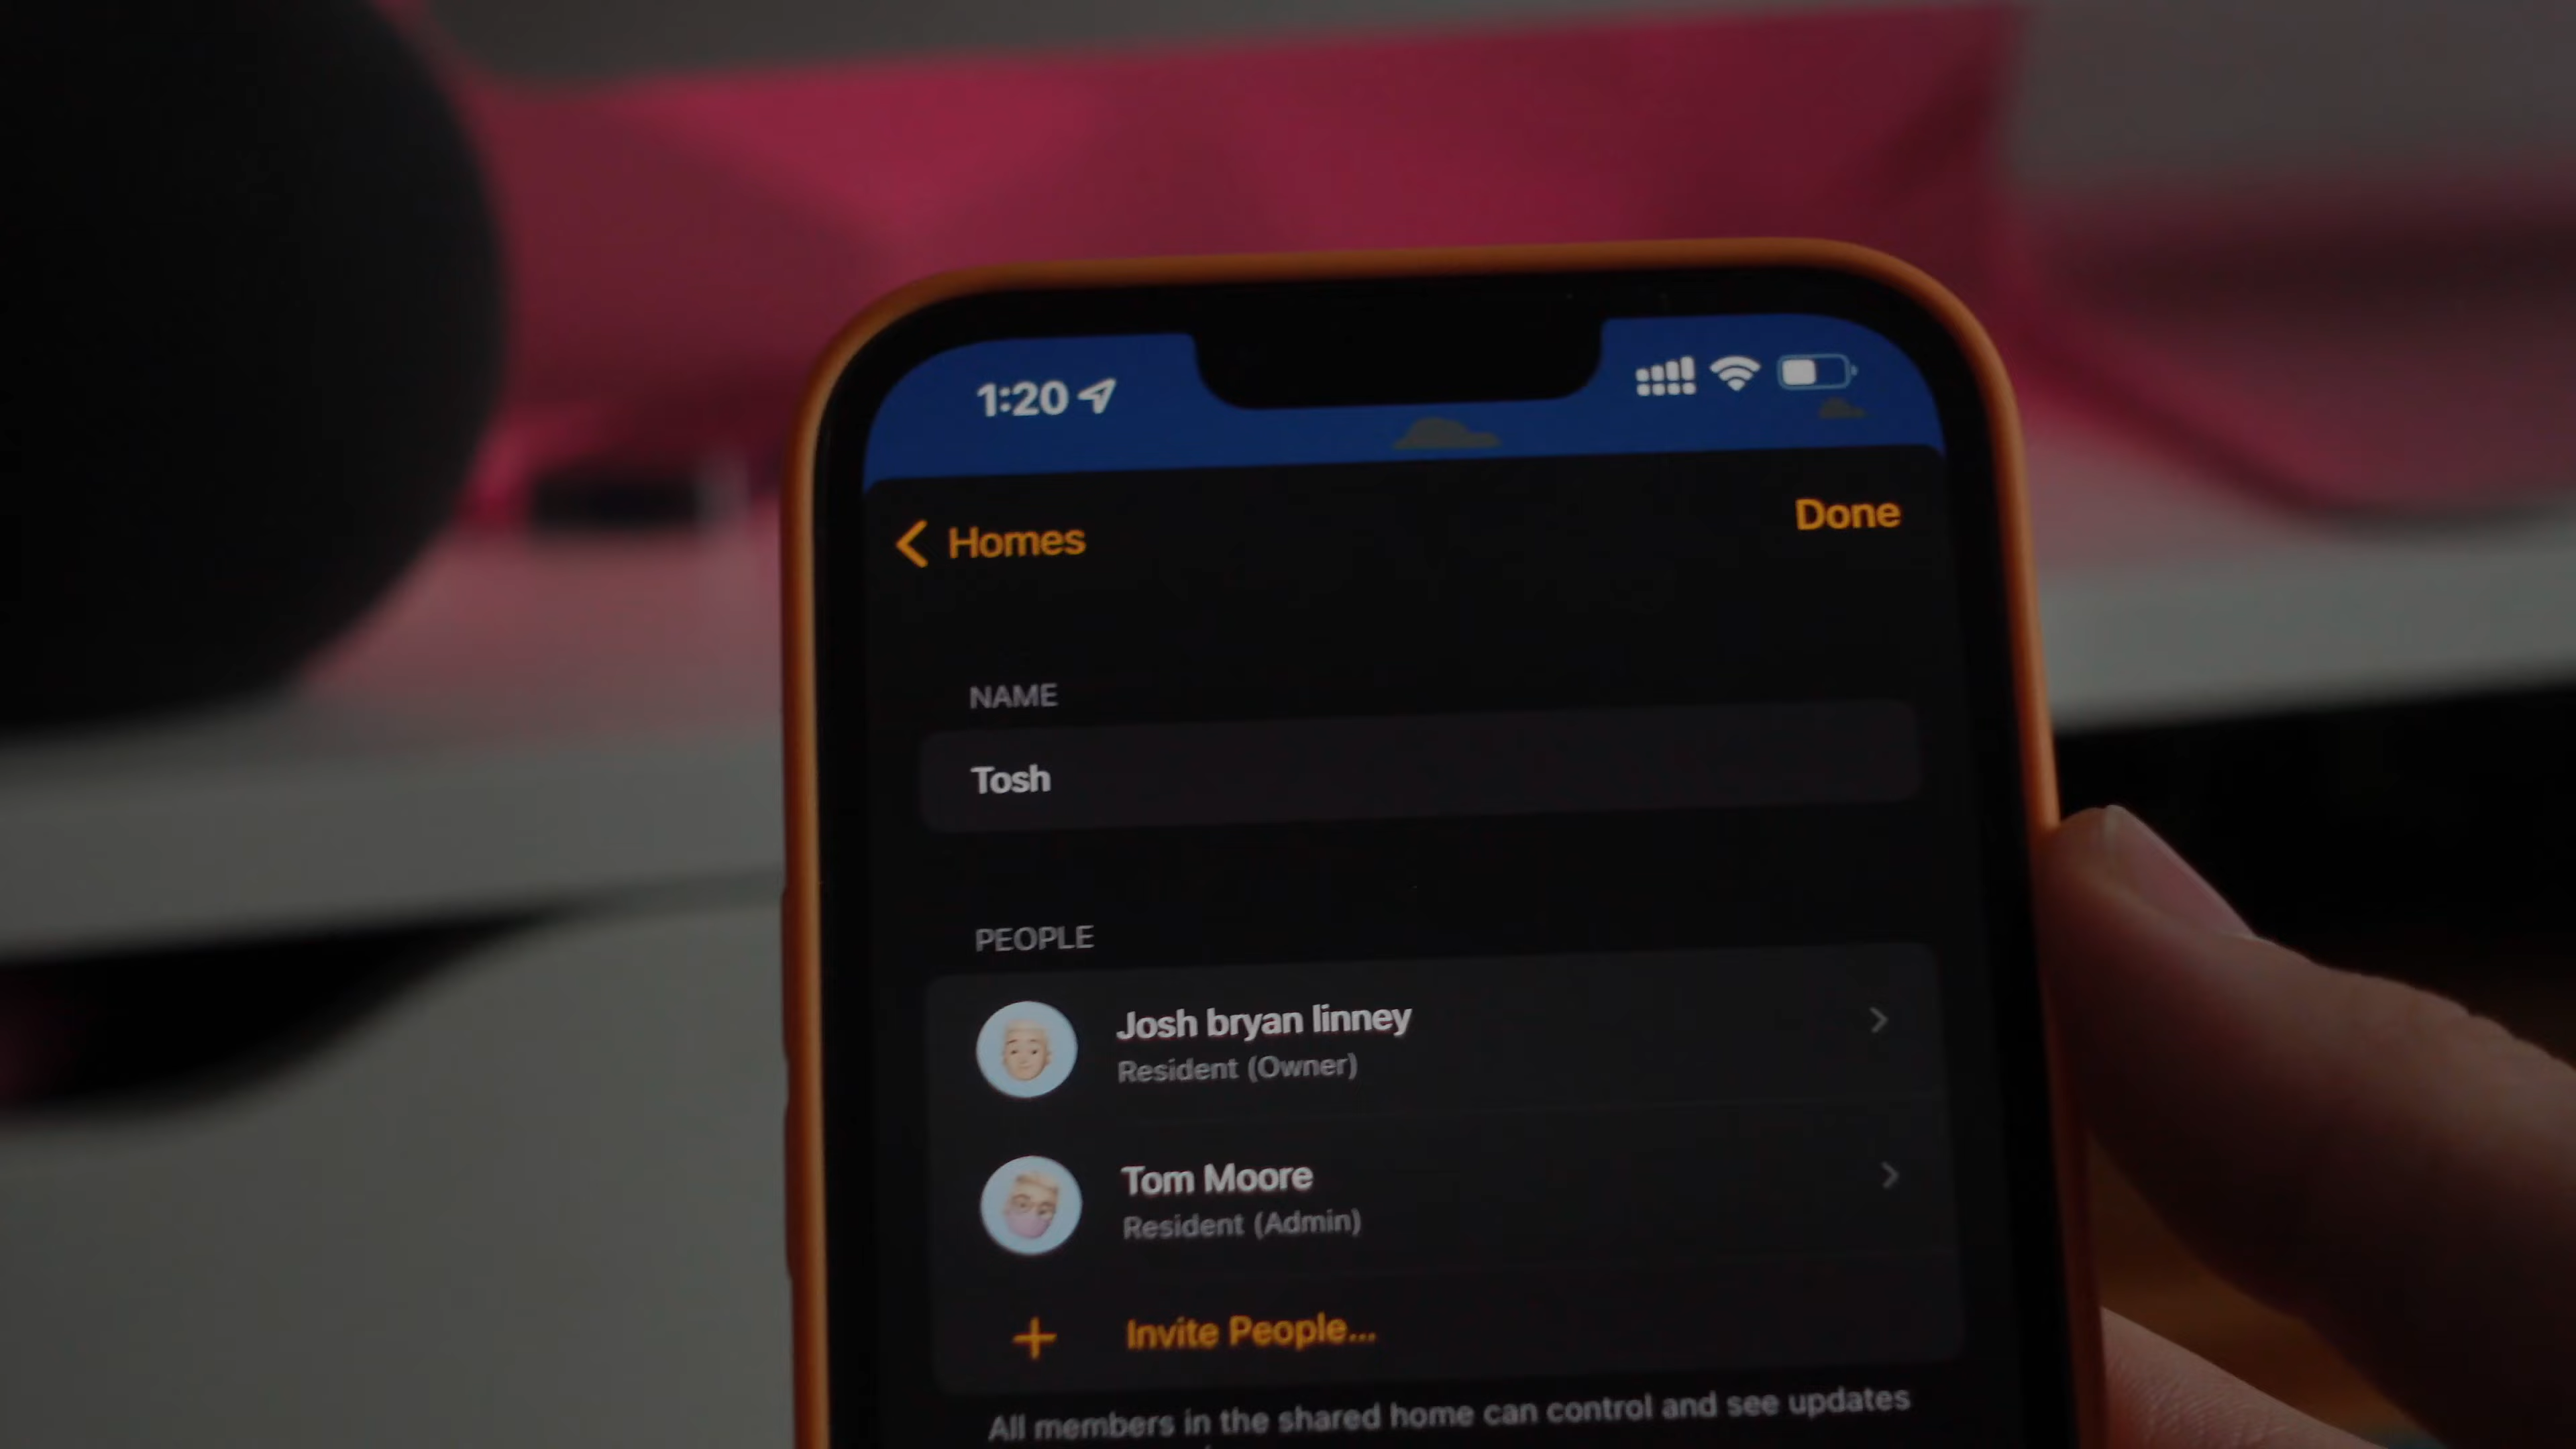 1:20
Homes
Done
NAME
Tosh
PEOPLE
Josh bryan linney
Resident (Owner)
Tom Moore
Resident (Admin)
Invite People...
All members in the shared home can control and see updates